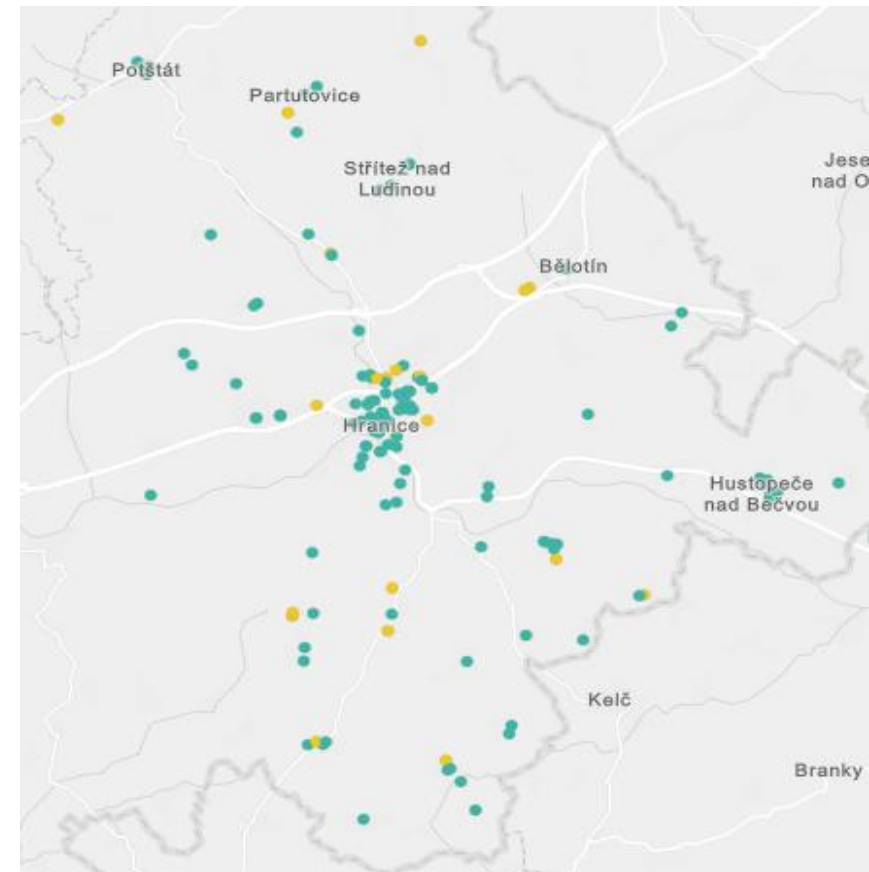 Potštát
Partutovice
Střítež nad
Ludinou
Jese
nad O
Bělotín
Hranice
Hustopeče
nad Bečvou
Kelč
Branky